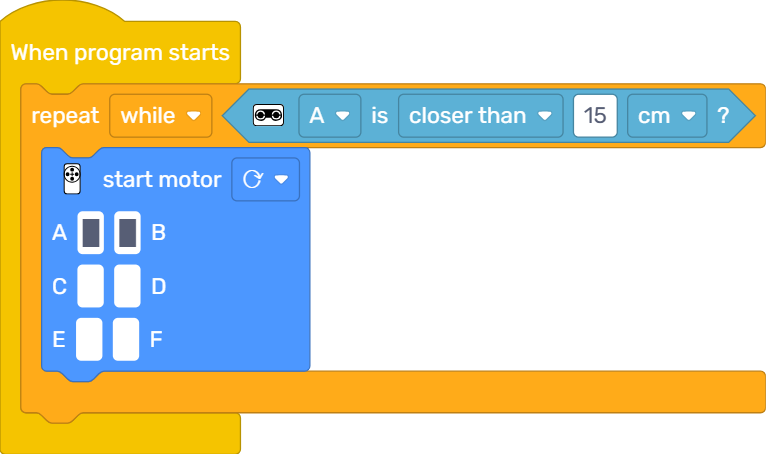 When program starts
repeat while A is closer than 15 cm ?
start motor
A B
C D
E F